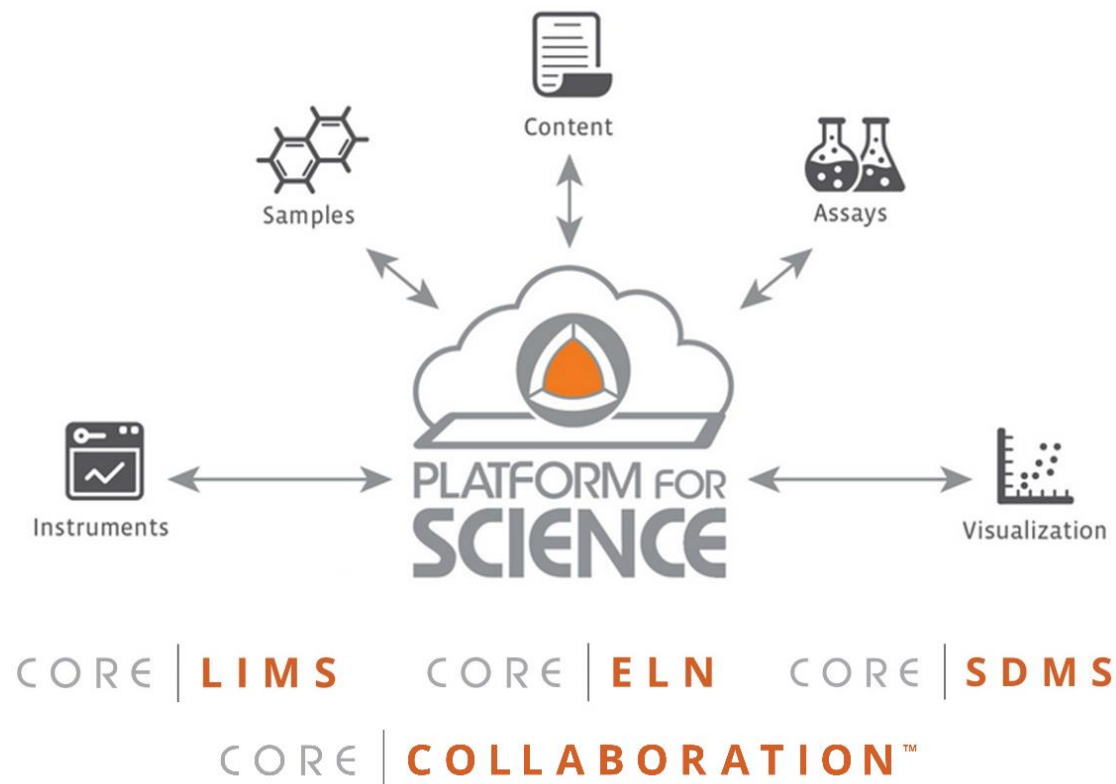 Content
Samples
Assays
Instruments
PLATFORM FOR
SCIENCE
Visualization
CORE | LIMS
CORE | ELN
CORE | SDMS
CORE | COLLABORATION™